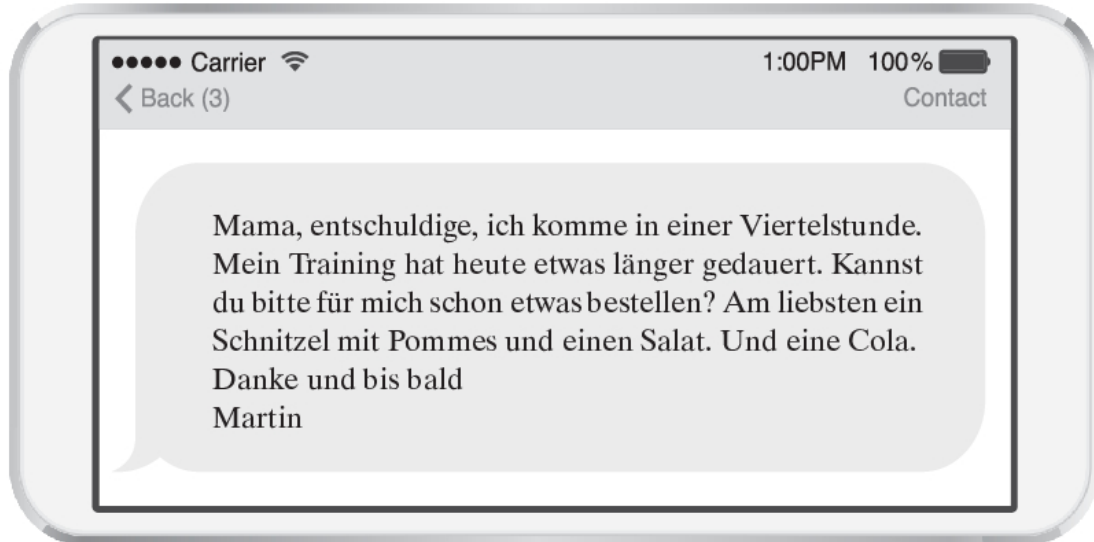 ●●●●● Carrier 1:00PM 100%
Back (3) Contact
Mama, entschuldige, ich komme in einer Viertelstunde.
Mein Training hat heute etwas länger gedauert. Kannst
du bitte für mich schon etwas bestellen? Am liebsten ein
Schnitzel mit Pommes und einen Salat. Und eine Cola.
Danke und bis bald
Martin